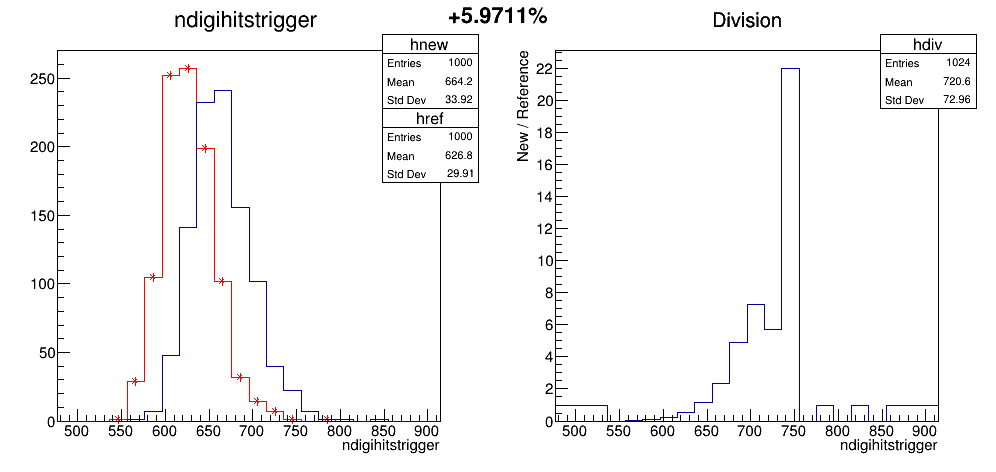 +5.9711%
ndigihitstrigger
hnew
Entries 1000
Mean 664.2
Std Dev 33.92
href
Entries 1000
Mean 626.8
Std Dev 29.91
250
200
150
100
50
0
500 550 600 650 700 750 800 850 900
ndigihitstrigger
Division
hdiv
Entries 1024
Mean 720.6
Std Dev 72.96
New / Reference
22
20
18
16
14
12
10
8
6
4
2
0
500 550 600 650 700 750 800 850 900
ndigihitstrigger